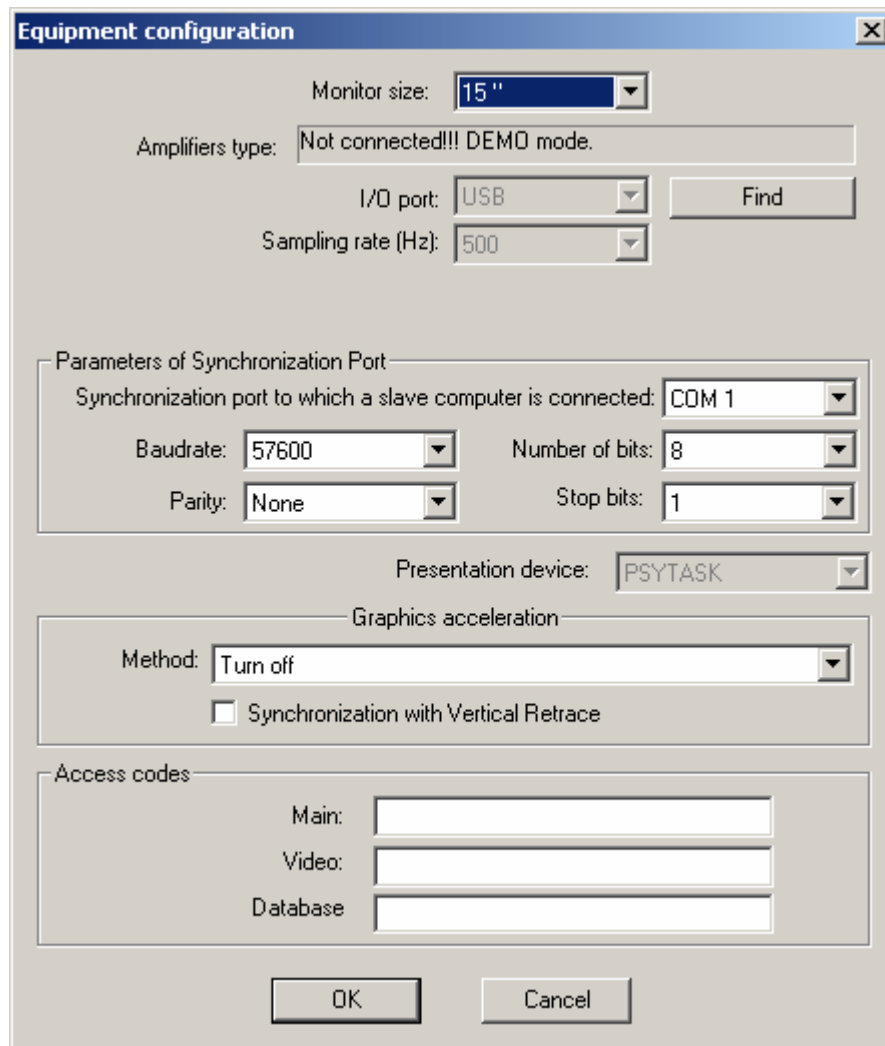 Equipment configuration
Monitor size: 15 "
Amplifiers type: Not connected!!! DEMO mode.
I/O port: USB Find
Sampling rate (Hz): 500
Parameters of Synchronization Port
Synchronization port to which a slave computer is connected: COM 1
Baudrate: 57600 Number of bits: 8
Parity: None Stop bits: 1
Presentation device: PSYTASK
Graphics acceleration
Method: Turn off
Synchronization with Vertical Retrace
Access codes
Main:
Video:
Database
OK Cancel